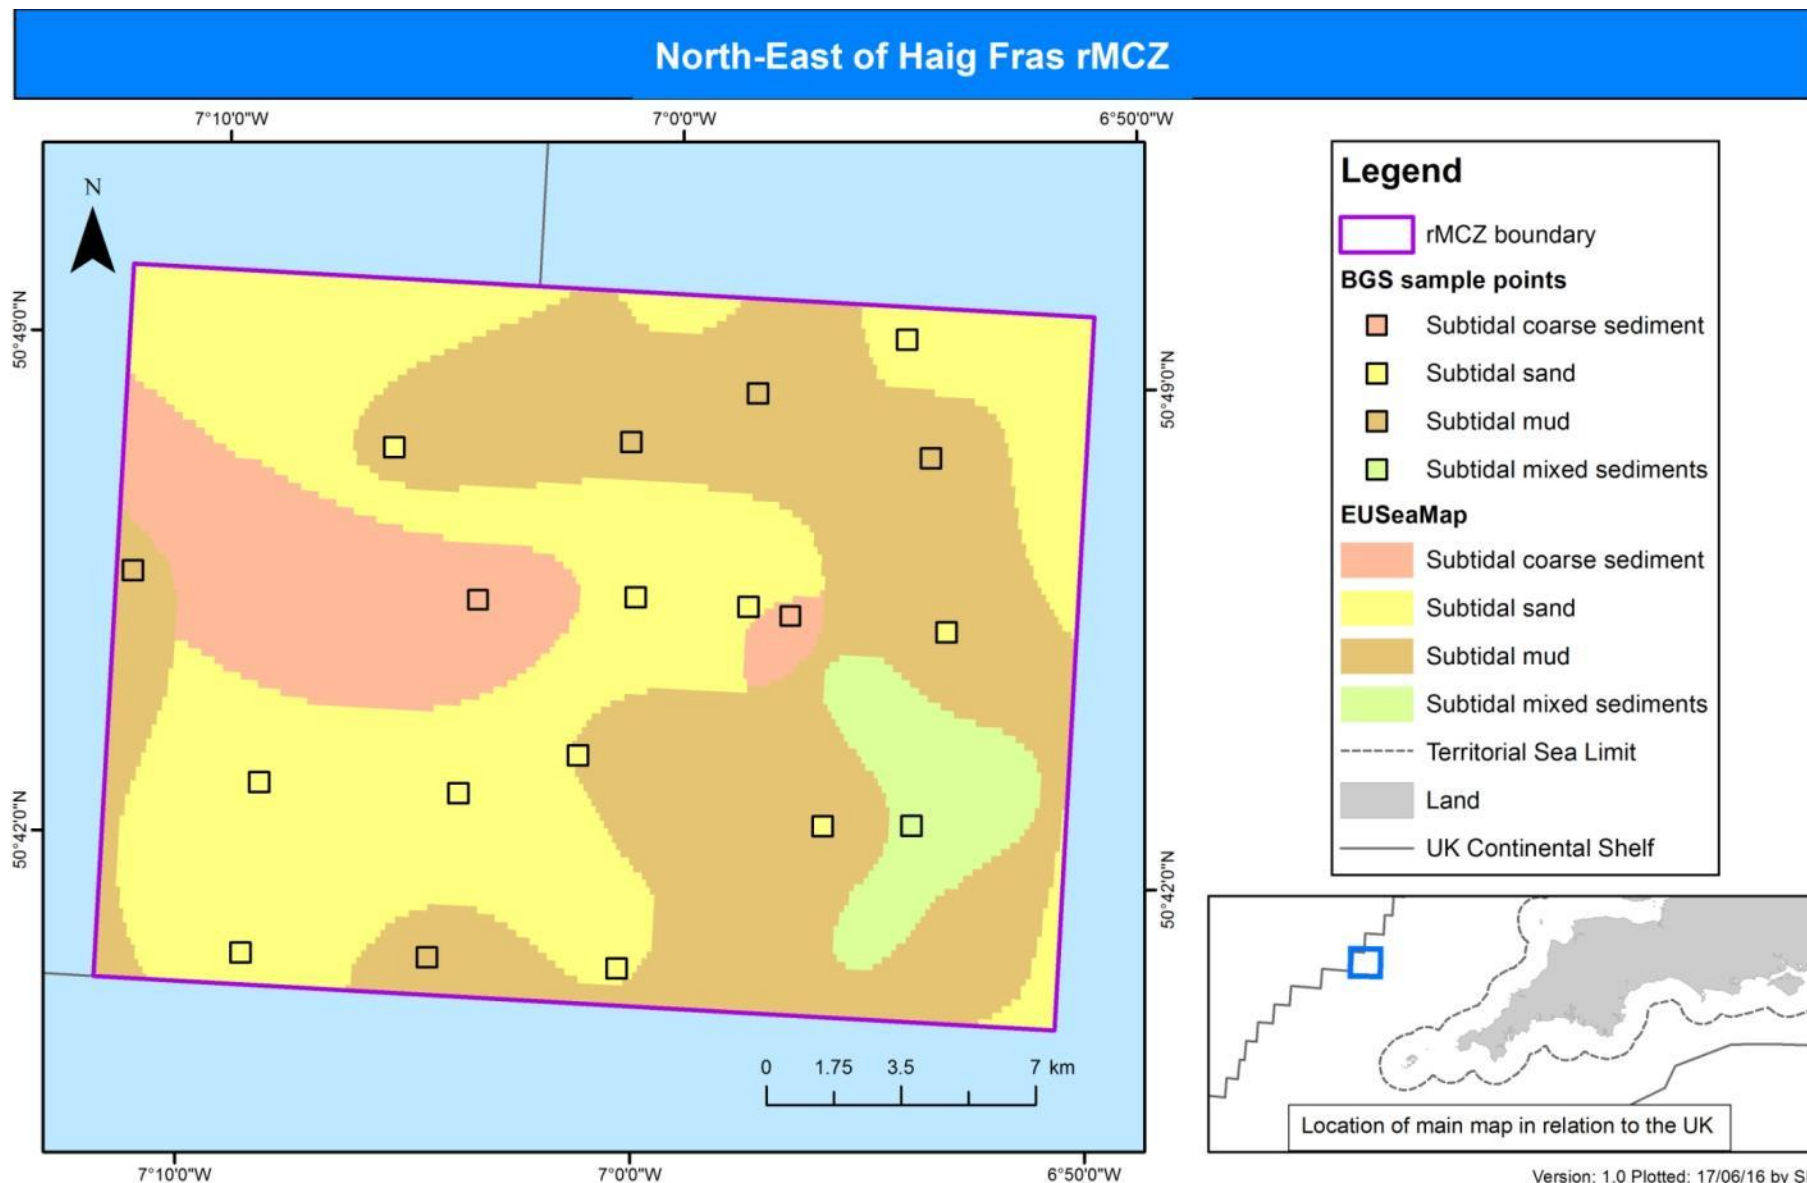 North-East of Haig Fras rMCZ
7°10'0"W
7°0'0"W
6°50'0"W
N
50°49'0"N
50°49'0"N
50°42'0"N
50°42'0"N
0 1.75 3.5 7 km
7°10'0"W
7°0'0"W
6°50'0"W
Legend
rMCZ boundary
BGS sample points
Subtidal coarse sediment
Subtidal sand
Subtidal mud
Subtidal mixed sediments
EUSeaMap
Subtidal coarse sediment
Subtidal sand
Subtidal mud
Subtidal mixed sediments
Territorial Sea Limit
Land
UK Continental Shelf
Location of main map in relation to the UK
Version: 1.0 Plotted: 17/06/16 by